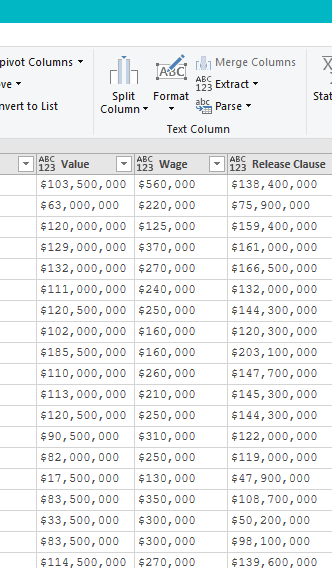 pivot Columns
ve
nvert to List
Split Column
Format
Merge Columns
Extract
Parse
Text Column
Stat
ABC 123 Value ABC 123 Wage ABC 123 Release Clause
$103,500,000 $560,000 $138,400,000
$63,000,000 $220,000 $75,900,000
$120,000,000 $125,000 $159,400,000
$129,000,000 $370,000 $161,000,000
$132,000,000 $270,000 $166,500,000
$111,000,000 $240,000 $132,000,000
$120,500,000 $250,000 $144,300,000
$102,000,000 $160,000 $120,300,000
$185,500,000 $160,000 $203,100,000
$110,000,000 $260,000 $147,700,000
$113,000,000 $210,000 $145,300,000
$120,500,000 $250,000 $144,300,000
$90,500,000 $310,000 $122,000,000
$82,000,000 $250,000 $119,000,000
$17,500,000 $130,000 $47,900,000
$83,500,000 $350,000 $108,700,000
$33,500,000 $300,000 $50,200,000
$83,500,000 $300,000 $98,100,000
$114,500,000 $270,000 $139,600,000